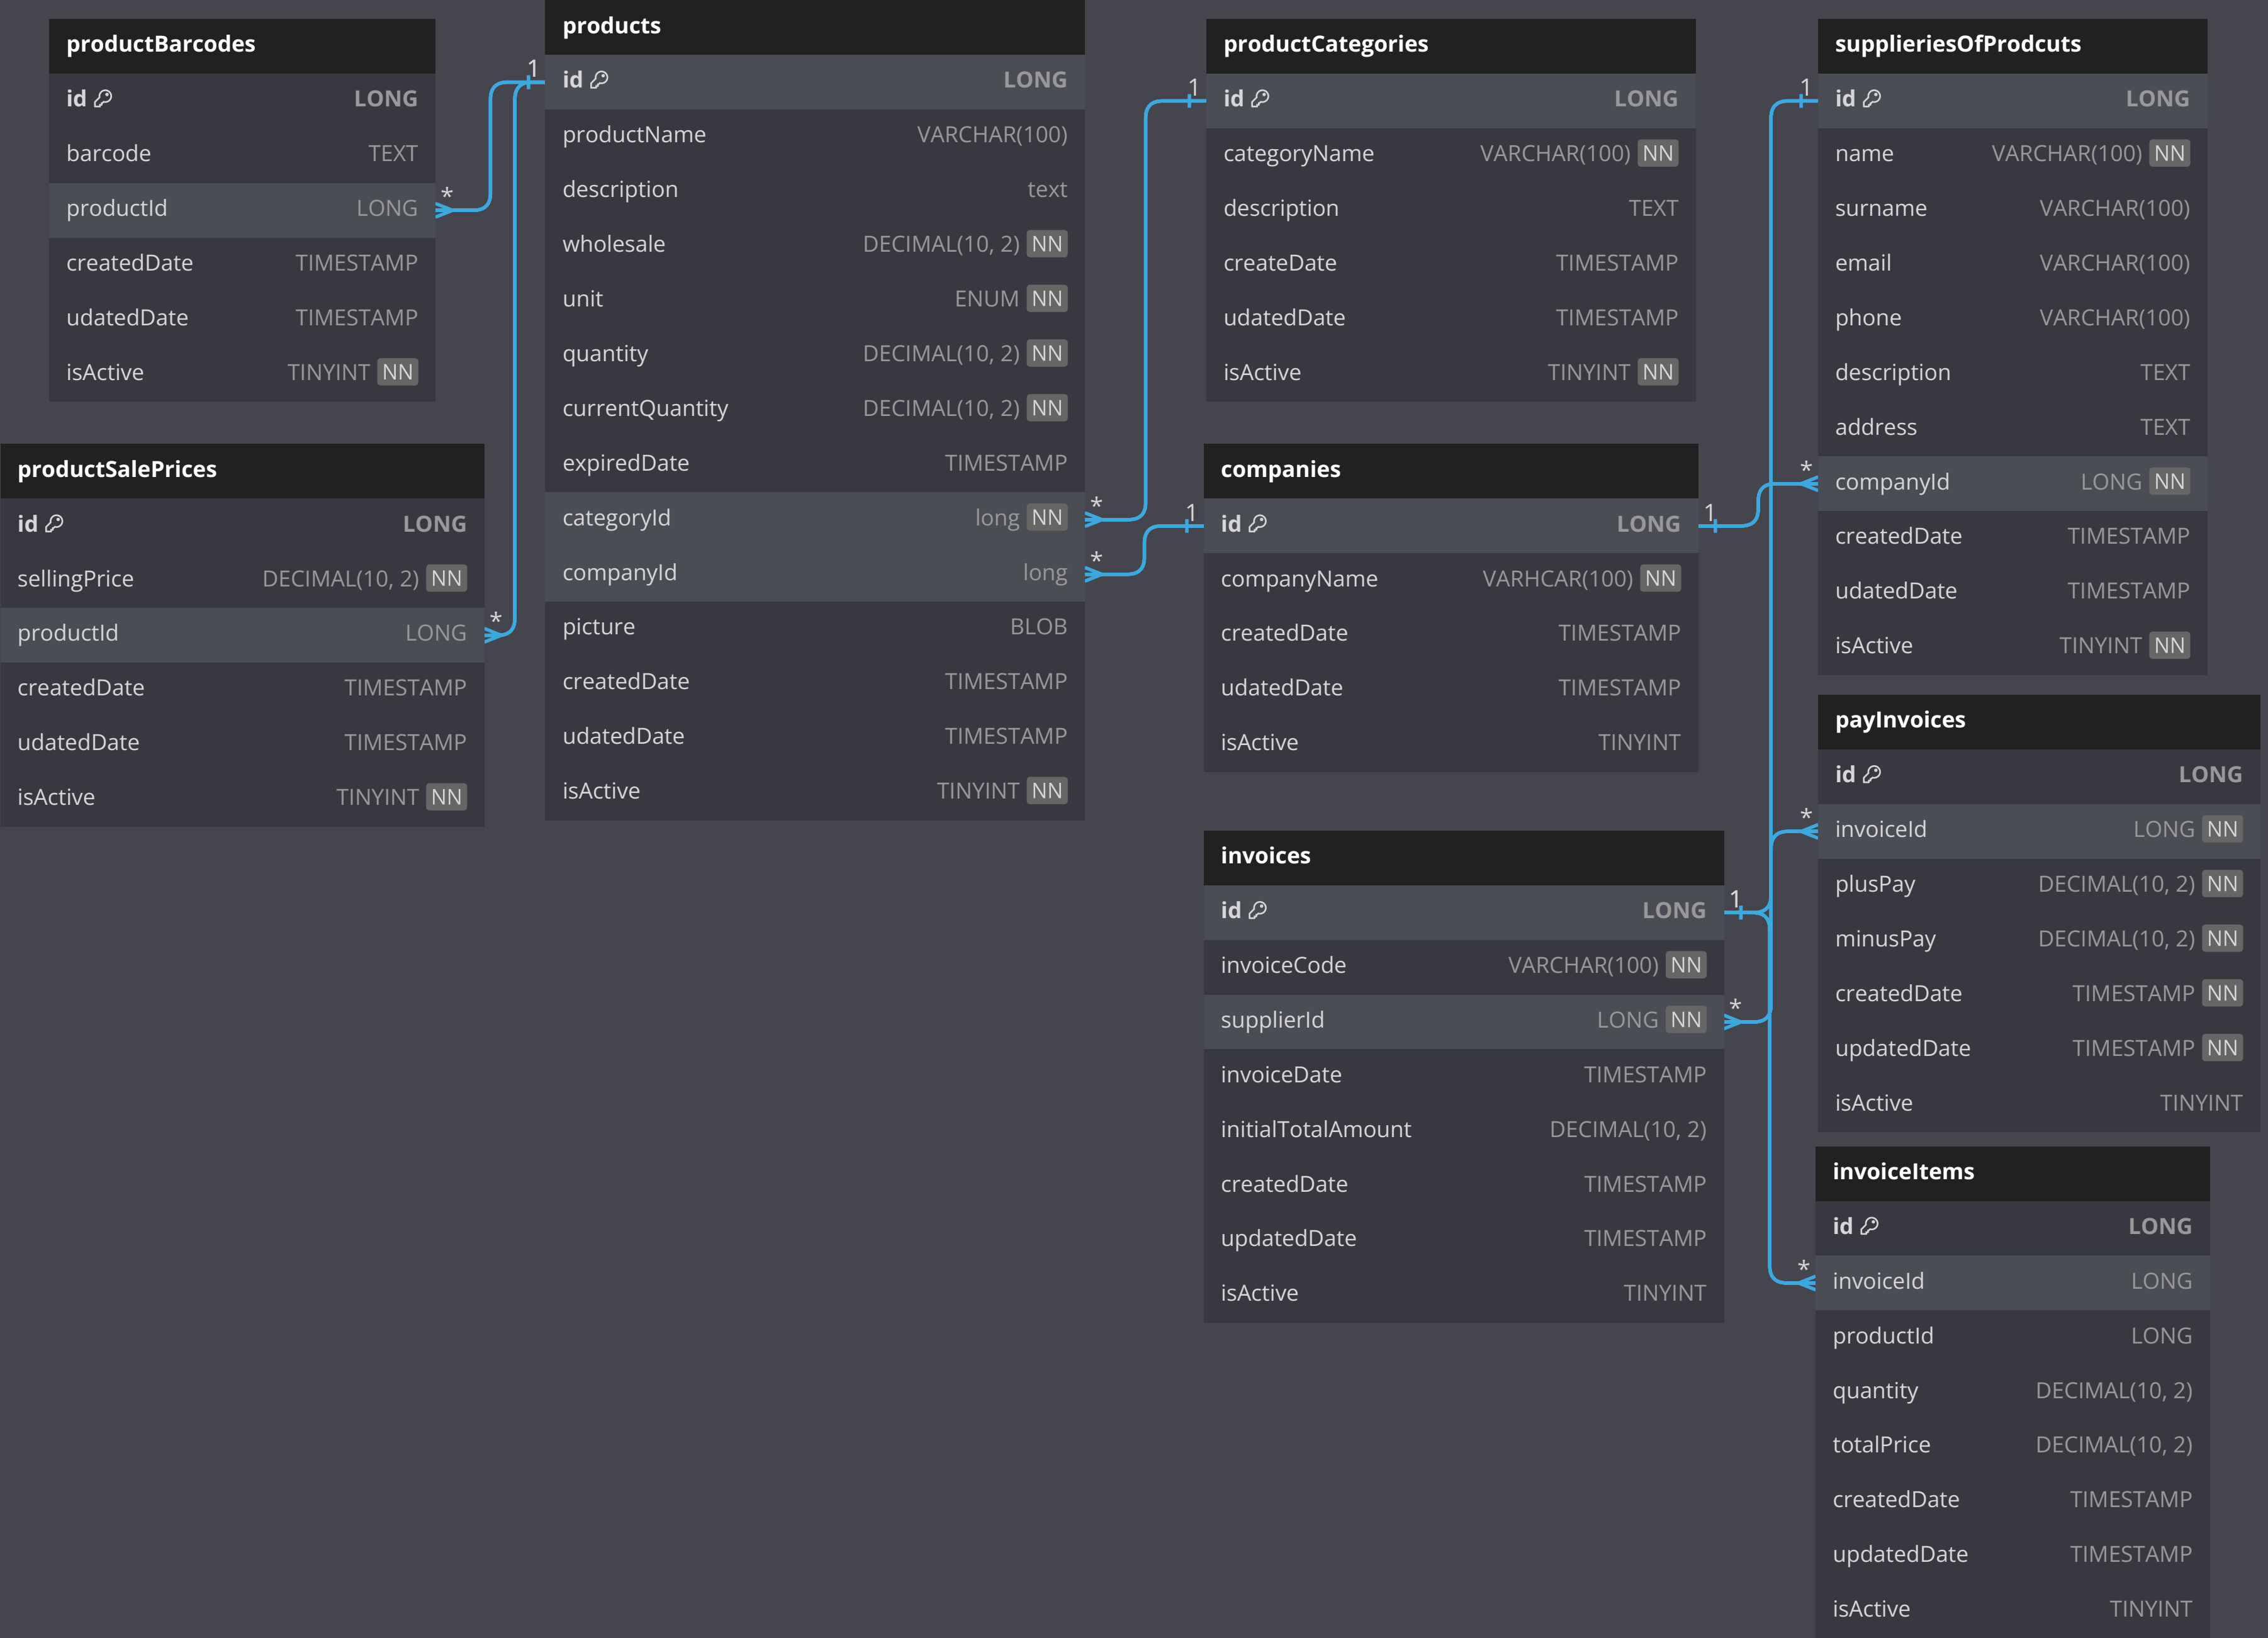 productBarcodes
id LONG
barcode TEXT
productId LONG
createdDate TIMESTAMP
udatedDate TIMESTAMP
isActive TINYINT NN
*
1
productSalePrices
id LONG
sellingPrice DECIMAL(10, 2) NN
productId LONG
createdDate TIMESTAMP
udatedDate TIMESTAMP
isActive TINYINT NN
*
products
id LONG
productName VARCHAR(100)
description text
wholesale DECIMAL(10, 2) NN
unit ENUM NN
quantity DECIMAL(10, 2) NN
currentQuantity DECIMAL(10, 2) NN
expiredDate TIMESTAMP
categoryId long NN
companyId long
picture BLOB
createdDate TIMESTAMP
udatedDate TIMESTAMP
isActive TINYINT NN
*
*
1
1
productCategories
id LONG
categoryName VARCHAR(100) NN
description TEXT
createDate TIMESTAMP
udatedDate TIMESTAMP
isActive TINYINT NN
companies
id LONG
companyName VARHCAR(100) NN
createdDate TIMESTAMP
udatedDate TIMESTAMP
isActive TINYINT
1
invoices
id LONG
invoiceCode VARCHAR(100) NN
supplierId LONG NN
invoiceDate TIMESTAMP
initialTotalAmount DECIMAL(10, 2)
createdDate TIMESTAMP
updatedDate TIMESTAMP
isActive TINYINT
1
*
1
*
*
*
supplieriesOfProdcuts
id LONG
name VARCHAR(100) NN
surname VARCHAR(100)
email VARCHAR(100)
phone VARCHAR(100)
description TEXT
address TEXT
companyId LONG NN
createdDate TIMESTAMP
udatedDate TIMESTAMP
isActive TINYINT NN
payInvoices
id LONG
invoiceId LONG NN
plusPay DECIMAL(10, 2) NN
minusPay DECIMAL(10, 2) NN
createdDate TIMESTAMP NN
updatedDate TIMESTAMP NN
isActive TINYINT
invoiceItems
id LONG
invoiceId LONG
productId LONG
quantity DECIMAL(10, 2)
totalPrice DECIMAL(10, 2)
createdDate TIMESTAMP
updatedDate TIMESTAMP
isActive TINYINT